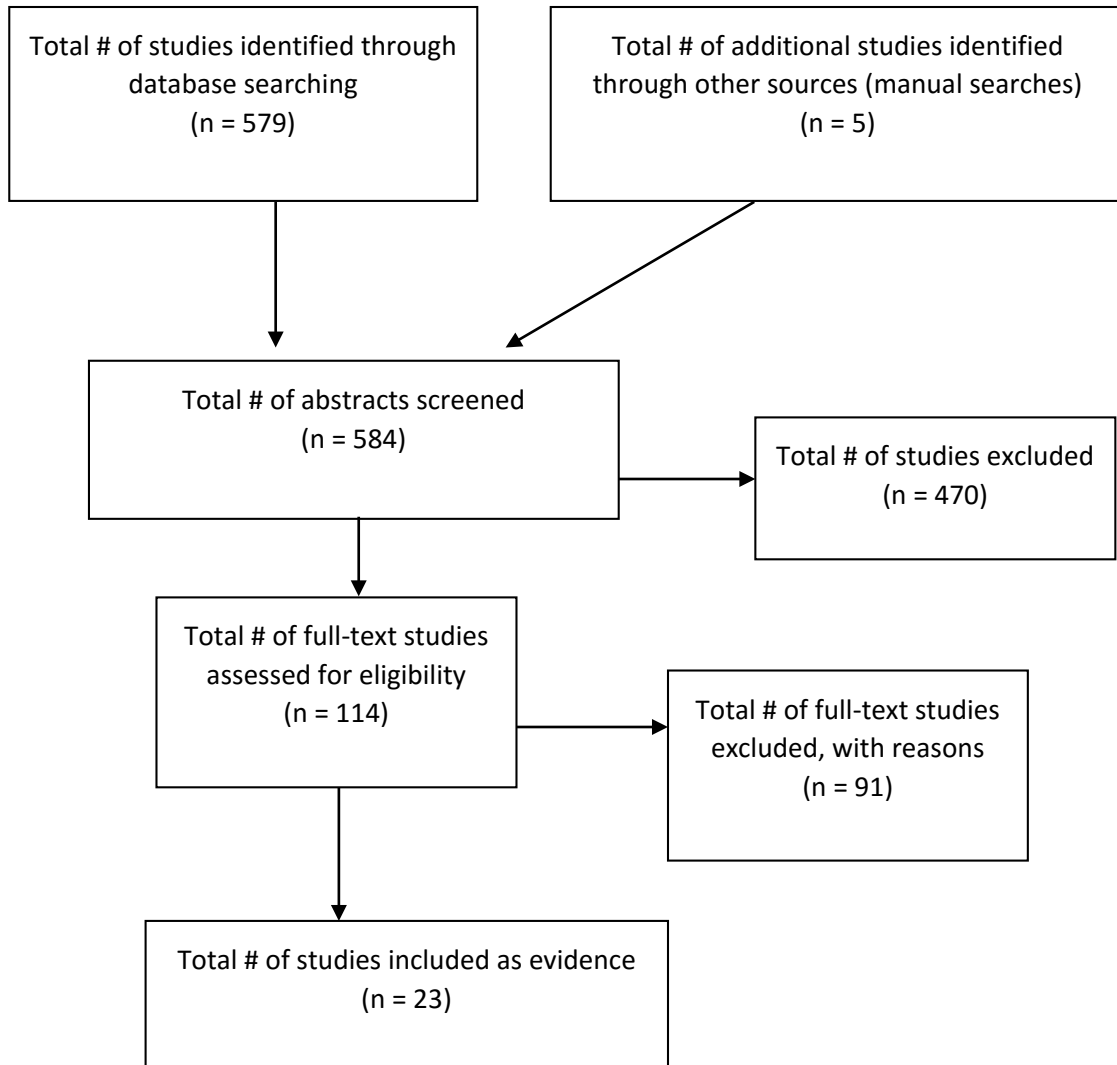 Total # of studies identified through
database searching
(n = 579)
Total # of additional studies identified
through other sources (manual searches)
(n = 5)
Total # of abstracts screened
(n = 584)
Total # of studies excluded
(n = 470)
Total # of full-text studies
assessed for eligibility
(n = 114)
Total # of full-text studies
excluded, with reasons
(n = 91)
Total # of studies included as evidence
(n = 23)